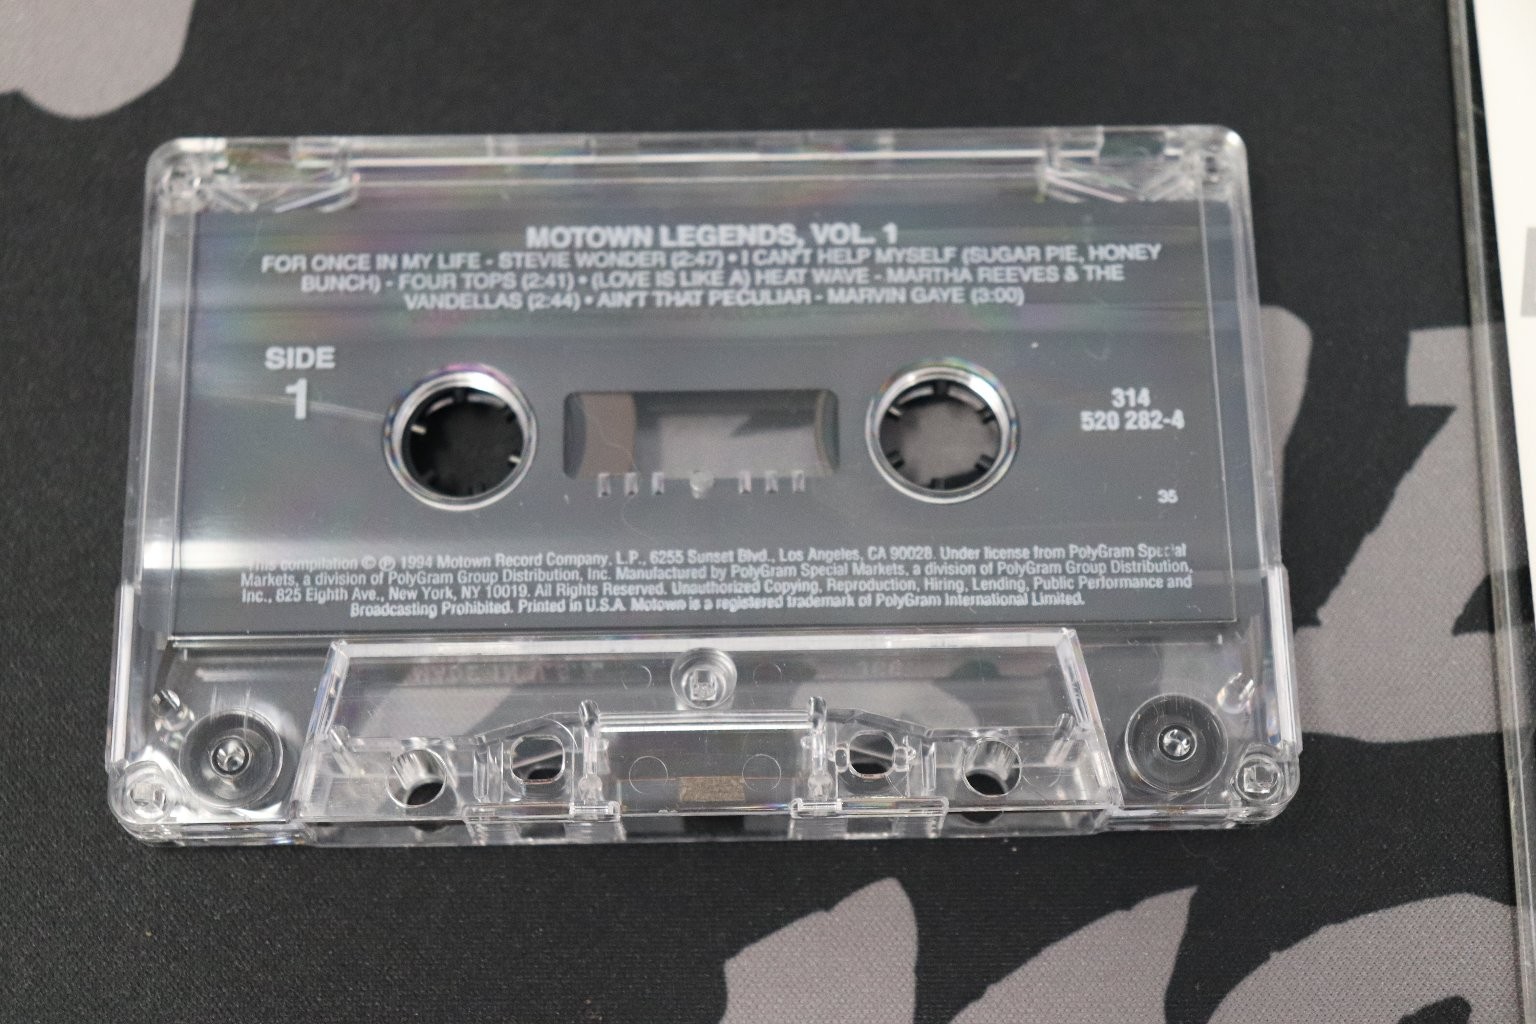 MOTOWN LEGENDS, VOL. 1
FOR ONCE IN MY LIFE - STEVIE WONDER (2:47) • I CAN'T HELP MYSELF (SUGAR PIE, HONEY
BUNCH) - FOUR TOPS (2:41) • (LOVE IS LIKE A) HEAT WAVE - MARTHA REEVES & THE
VANDELLAS (2:44) • AIN'T THAT PECULIAR - MARVIN GAYE (3:00)
SIDE
1
314
520 282-4
35
This compilation © ℗ 1994 Motown Record Company, L.P., 6255 Sunset Blvd., Los Angeles, CA 90028. Under license from PolyGram Special
Markets, a division of PolyGram Group Distribution, Inc. Manufactured by PolyGram Special Markets, a division of PolyGram Group Distribution,
Inc., 825 Eighth Ave., New York, NY 10019. All Rights Reserved. Unauthorized Copying, Reproduction, Hiring, Lending, Public Performance and
Broadcasting Prohibited. Printed in U.S.A. Motown is a registered trademark of PolyGram International Limited.